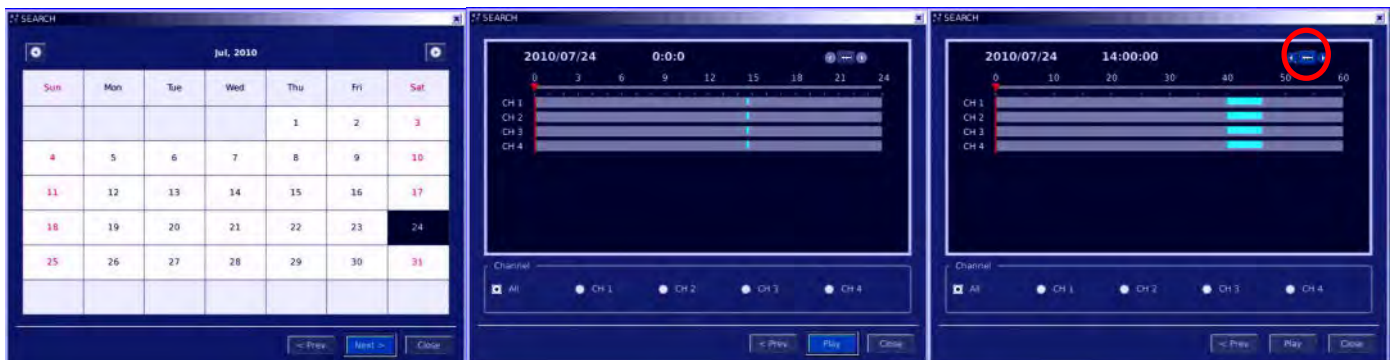 SEARCH
Jul, 2010
Sun Mon Tue Wed Thu Fri Sat
1 2 3
4 5 6 7 8 9 10
11 12 13 14 15 16 17
18 19 20 21 22 23 24
25 26 27 28 29 30 31
< Prev Next > Close
SEARCH
2010/07/24 0:0:0
0 3 6 9 12 15 18 21 24
CH 1
CH 2
CH 3
CH 4
Channel
All CH 1 CH 2 CH 3 CH 4
< Prev Play Close
SEARCH
2010/07/24 14:00:00
0 10 20 30 40 50 60
CH 1
CH 2
CH 3
CH 4
Channel
All CH 1 CH 2 CH 3 CH 4
< Prev Play Close